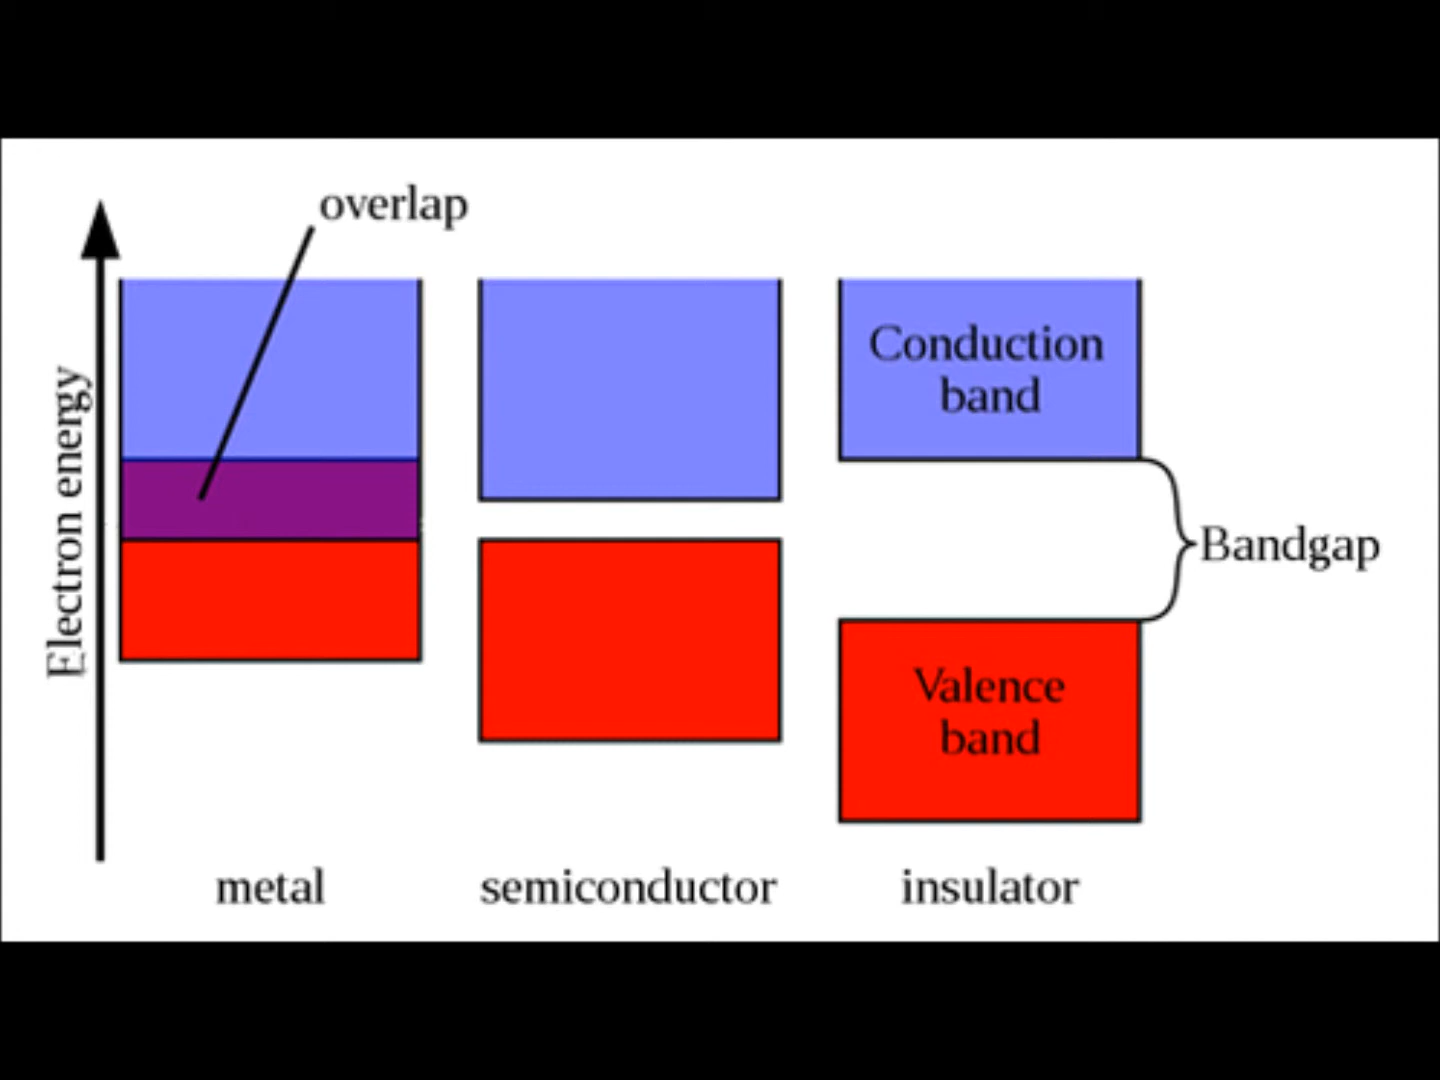 overlap
Electron energy
Conduction
band
Bandgap
Valence
band
metal
semiconductor
insulator